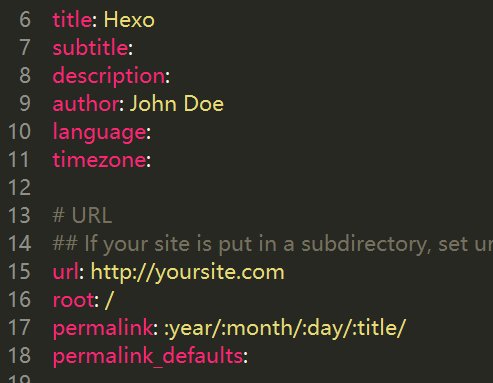 6 title: Hexo
7 subtitle:
8 description:
9 author: John Doe
10 language:
11 timezone:
12
13 # URL
14 ## If your site is put in a subdirectory, set
15 url: http://yoursite.com
16 root: /
17 permalink: :year/:month/:day/:title/
18 permalink_defaults:
19